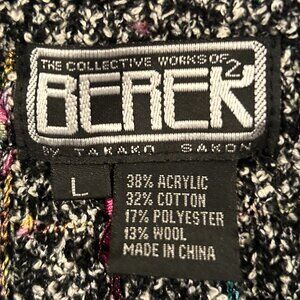 THE COLLECTIVE WORKS OF
BEREK 2
BY TAKAKO SAKON
L
38% ACRYLIC
32% COTTON
17% POLYESTER
13% WOOL
MADE IN CHINA